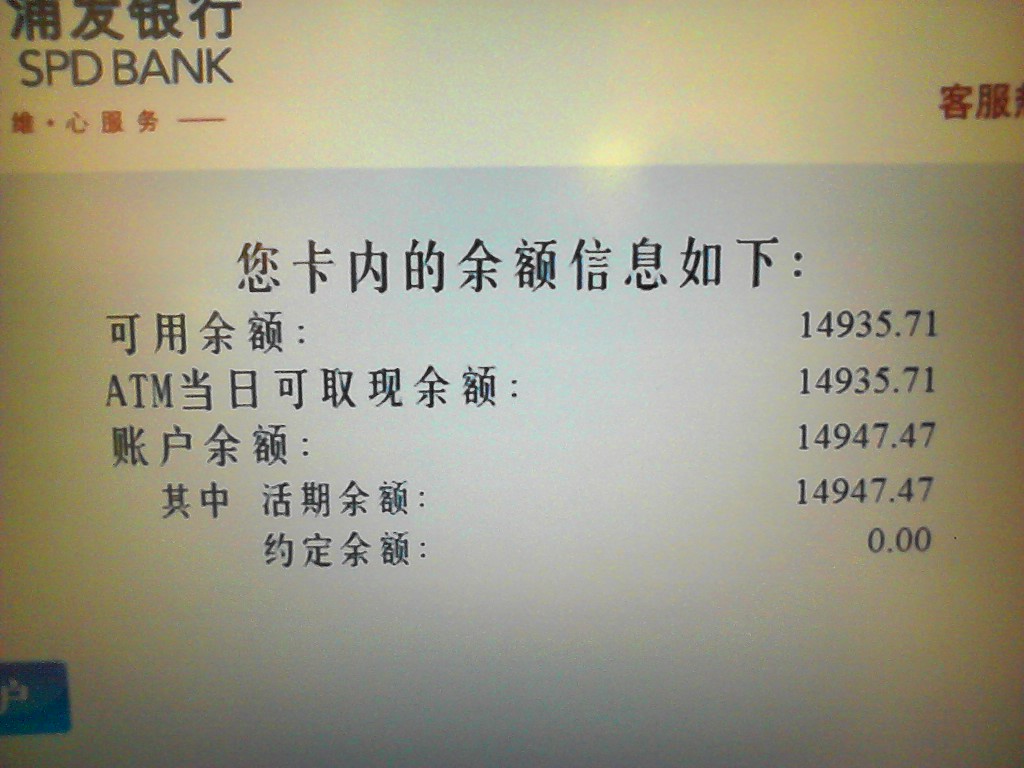 浦发银行
SPD BANK
维·心服务
客服
您卡内的余额信息如下:
可用余额: 14935.71
ATM当日可取现余额: 14935.71
账户余额: 14947.47
其中 活期余额: 14947.47
约定余额: 0.00
户